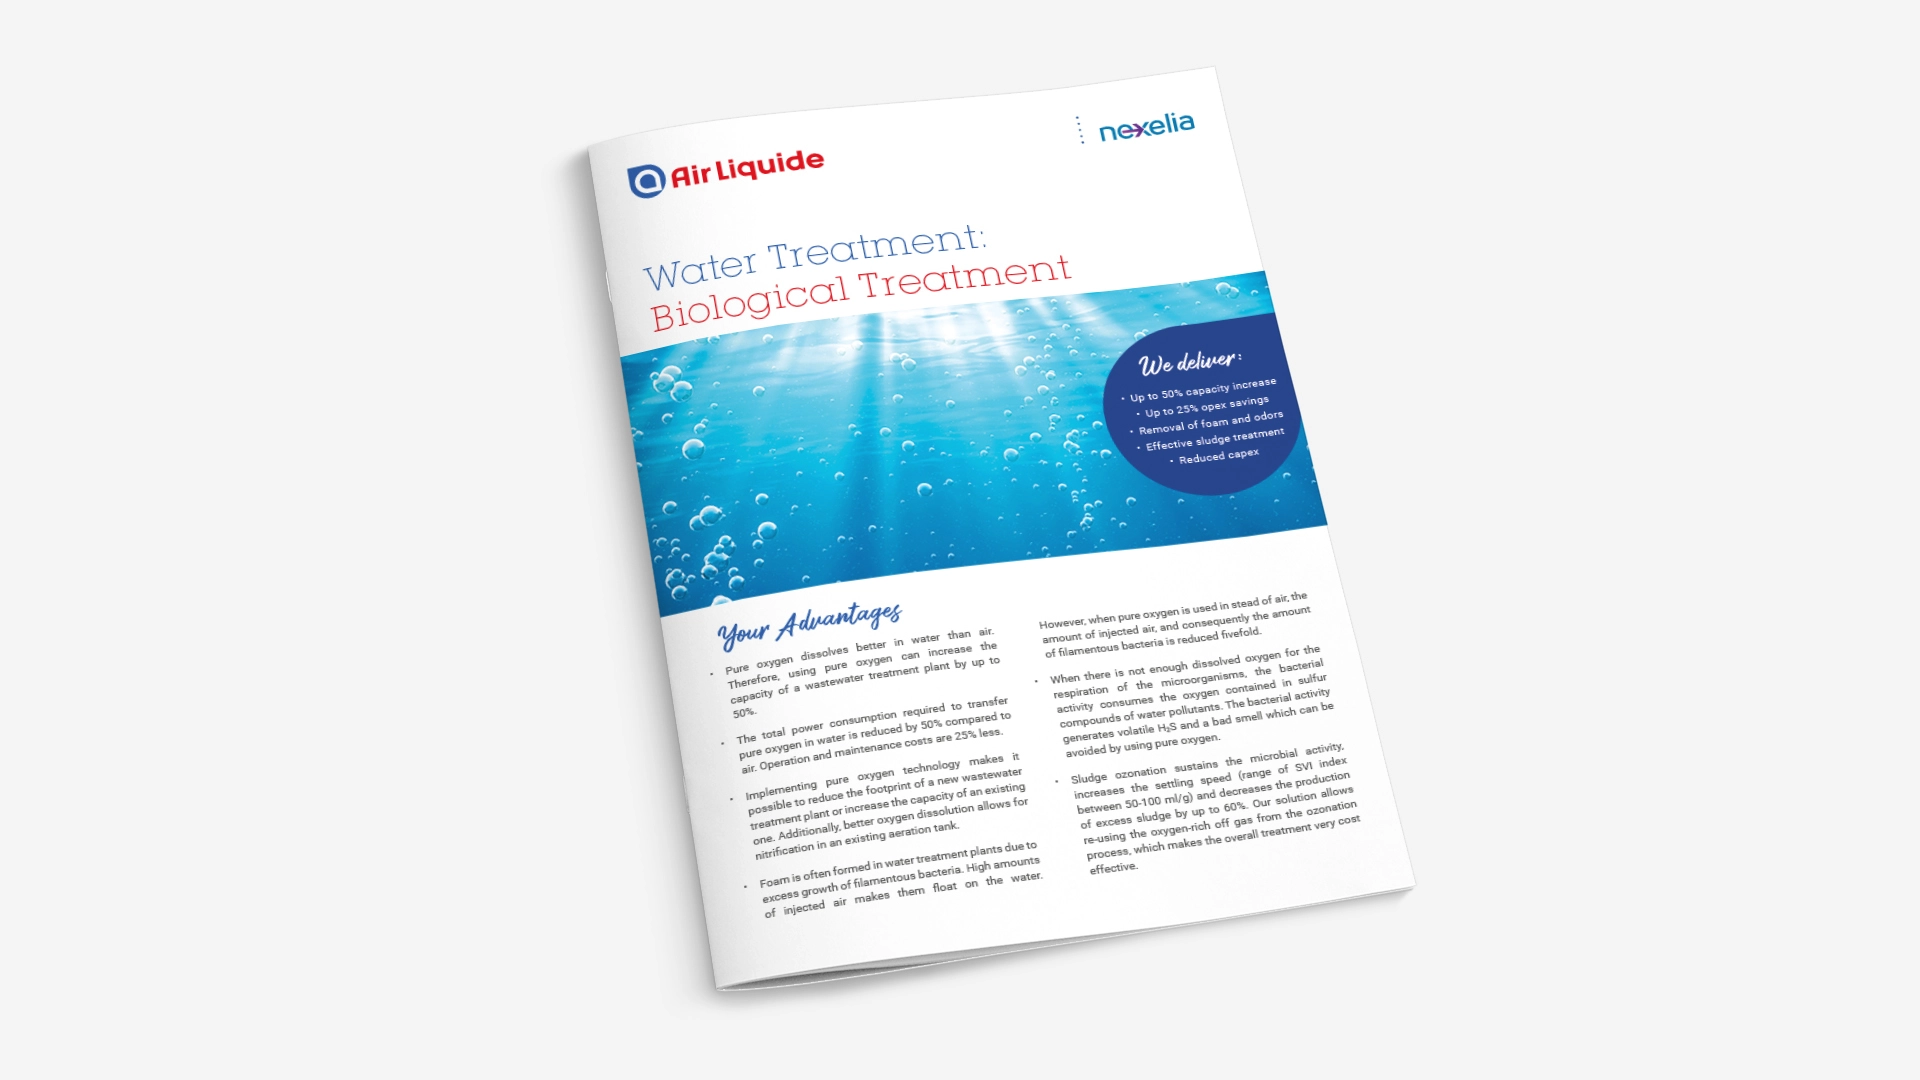 Air Liquide
nexelia
Water Treatment:
Biological Treatment
We deliver:
• Up to 50% capacity increase
• Up to 25% opex savings
• Removal of foam and odors
• Effective sludge treatment
• Reduced capex
Your Advantages
• Pure oxygen dissolves better in water than air.
Therefore, using pure oxygen can increase the
capacity of a wastewater treatment plant by up to
50%.
• The total power consumption required to transfer
pure oxygen in water is reduced by 50% compared to
air. Operation and maintenance costs are 25% less.
• Implementing pure oxygen technology makes it
possible to reduce the footprint of a new wastewater
treatment plant or increase the capacity of an existing
one. Additionally, better oxygen dissolution allows for
nitrification in an existing aeration tank.
• Foam is often formed in water treatment plants due to
excess growth of filamentous bacteria. High amounts
of injected air makes them float on the water.
However, when pure oxygen is used in stead of air, the
amount of injected air, and consequently the amount
of filamentous bacteria is reduced fivefold.
• When there is not enough dissolved oxygen for the
respiration of the microorganisms, the bacterial
activity consumes the oxygen contained in sulfur
compounds of water pollutants. The bacterial activity
generates volatile H₂S and a bad smell which can be
avoided by using pure oxygen.
• Sludge ozonation sustains the microbial activity,
increases the settling speed (range of SVI index
between 50-100 ml/g) and decreases the production
of excess sludge by up to 60%. Our solution allows
re-using the oxygen-rich off gas from the ozonation
process, which makes the overall treatment very cost
effective.